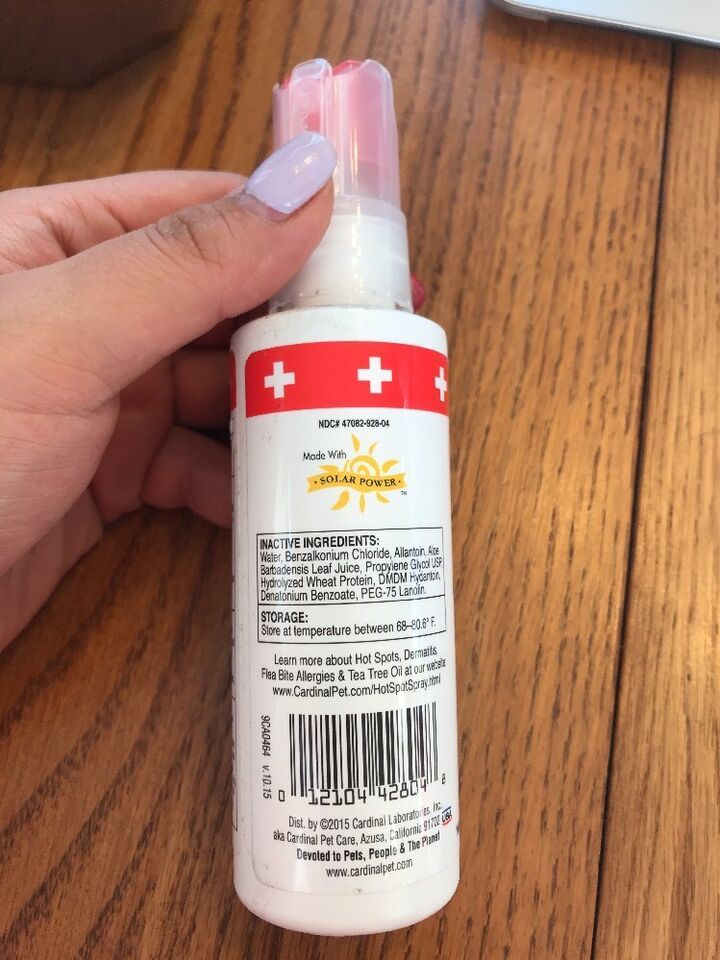 NDC# 47082-928-04
Made With
• SOLAR POWER •
TM
INACTIVE INGREDIENTS:
Water, Benzalkonium Chloride, Allantoin, Aloe
Barbadensis Leaf Juice, Propylene Glycol USP
Hydrolyzed Wheat Protein, DMDM Hydantoin,
Denatonium Benzoate, PEG-75 Lanolin.
STORAGE:
Store at temperature between 68–80.6° F.
Learn more about Hot Spots, Dermatitis,
Flea Bite Allergies & Tea Tree Oil at our website
www.CardinalPet.com/HotSpotSpray.html
9CA0464 v.10.15
0 12104 42804 8
Dist. by ©2015 Cardinal Laboratories, Inc.
aka Cardinal Pet Care, Azusa, California 91702 USA
Devoted to Pets, People & The Planet
www.cardinalpet.com